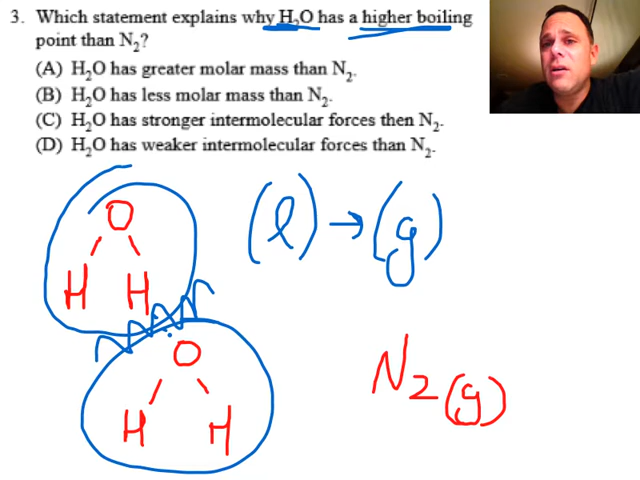 3. Which statement explains why H₂O has a higher boiling
point than N₂?
(A) H₂O has greater molar mass than N₂.
(B) H₂O has less molar mass than N₂.
(C) H₂O has stronger intermolecular forces then N₂.
(D) H₂O has weaker intermolecular forces than N₂.
(l) → (g)
O
H H
O
H H
N₂(g)